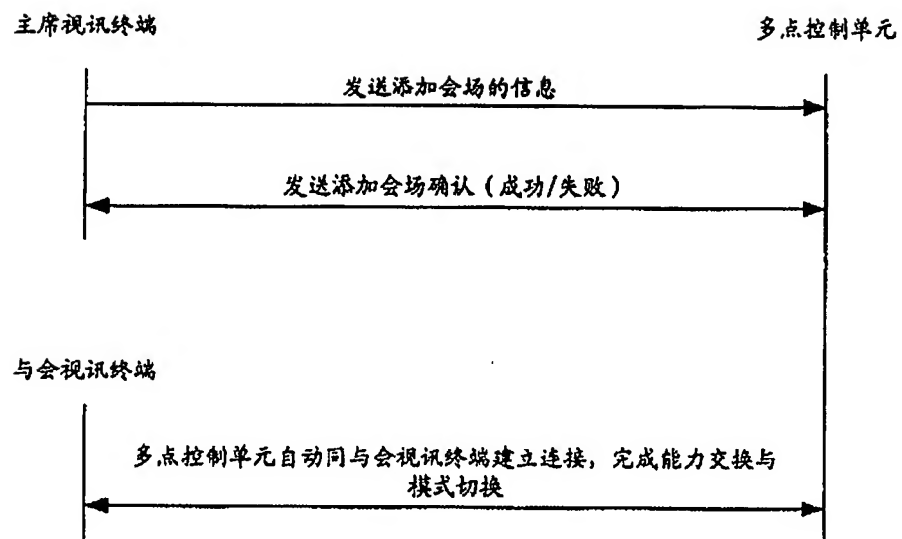 主席视讯终端
多点控制单元
发送添加会场的信息
发送添加会场确认(成功/失败)
与会视讯终端
多点控制单元自动同与会视讯终端建立连接,完成能力交换与
模式切换